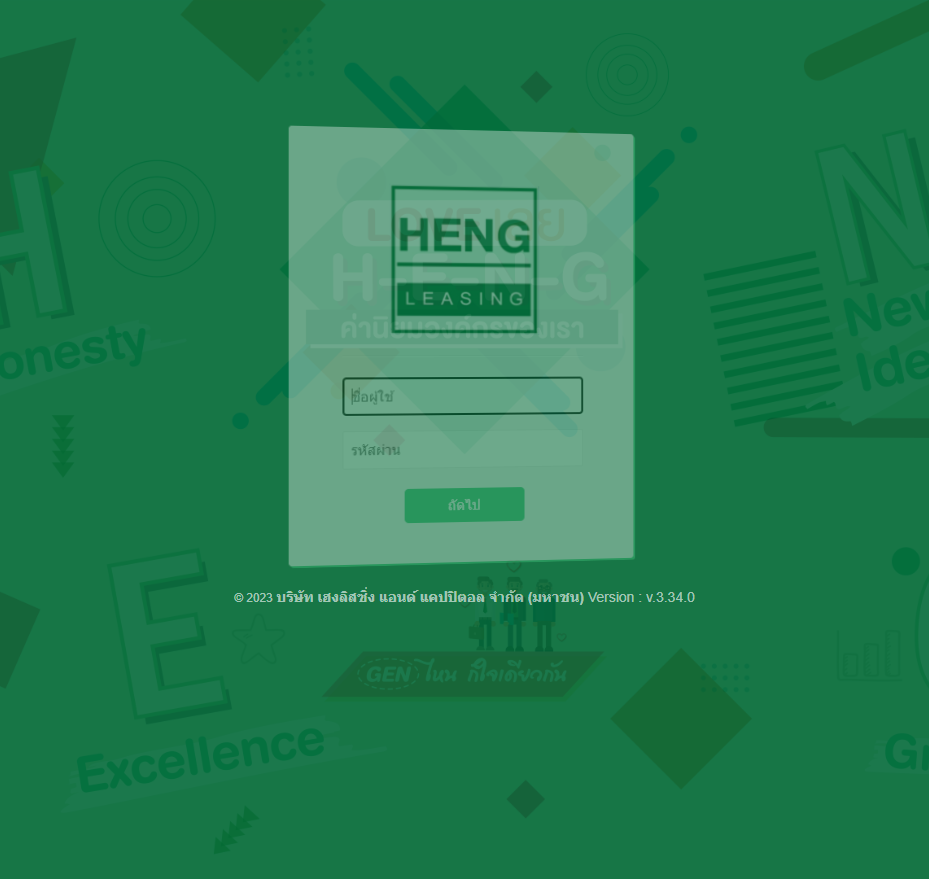 H
onesty
N
New
Ide
LOVE เลย
H-E-N-G
ค่านิยมองค์กรของเรา
HENG
LEASING
ชื่อผู้ใช้
รหัสผ่าน
ถัดไป
© 2023 บริษัท เฮงลิสซิ่ง แอนด์ แคปปิตอล จำกัด (มหาชน) Version : v.3.34.0
E
Excellence
GEN ไหน ก็ใจเดียวกัน
G